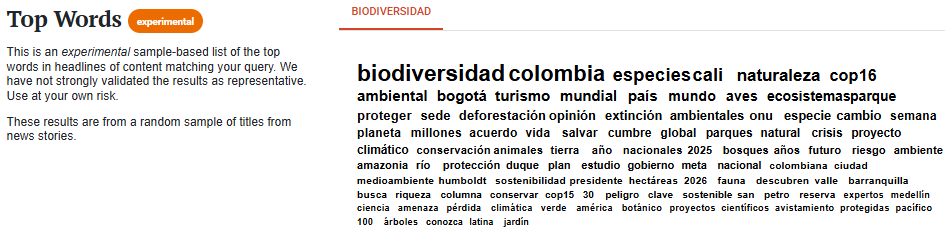 Top Words experimental
This is an experimental sample-based list of the top
words in headlines of content matching your query. We
have not strongly validated the results as representative.
Use at your own risk.
These results are from a random sample of titles from
news stories.
BIODIVERSIDAD
biodiversidad colombia especies cali naturaleza cop16
ambiental bogotá turismo mundial país mundo aves ecosistemas parque
proteger sede deforestación opinión extinción ambientales onu especie cambio semana
planeta millones acuerdo vida salvar cumbre global parques natural crisis proyecto
climático conservación animales tierra año nacionales 2025 bosques años futuro riesgo ambiente
amazonia río protección duque plan estudio gobierno meta nacional colombiana ciudad
medioambiente humboldt sostenibilidad presidente hectáreas 2026 fauna descubren valle barranquilla
busca riqueza columna conservar cop15 30 peligro clave sostenible san petro reserva expertos medellín
ciencia amenaza pérdida climática verde américa botánico proyectos científicos avistamiento protegidas pacífico
100 árboles conozca latina jardín